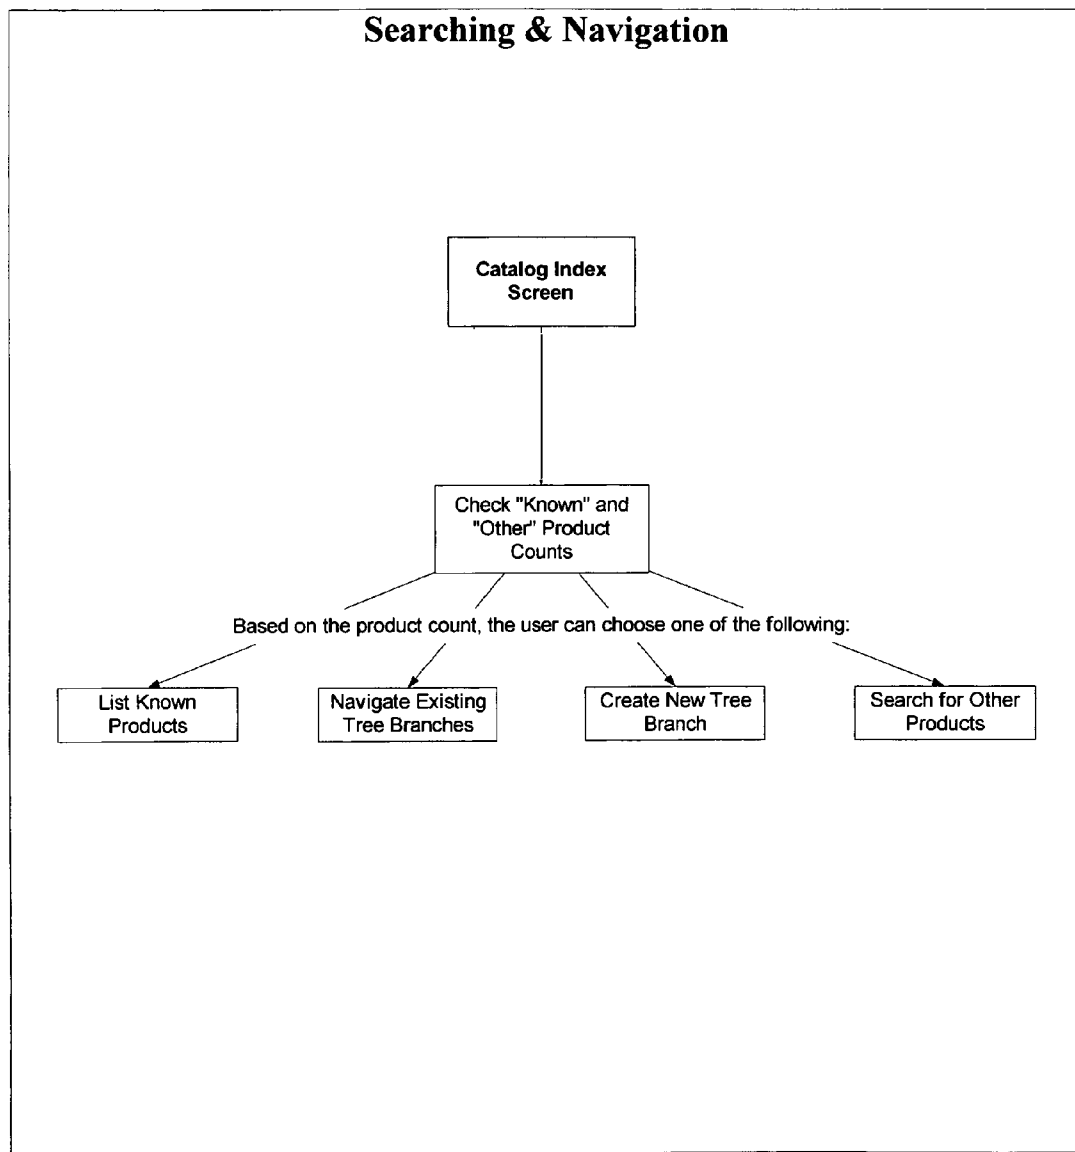 Searching & Navigation
Catalog Index
Screen
Check "Known" and
"Other" Product
Counts
Based on the product count, the user can choose one of the following:
List Known
Products
Navigate Existing
Tree Branches
Create New Tree
Branch
Search for Other
Products